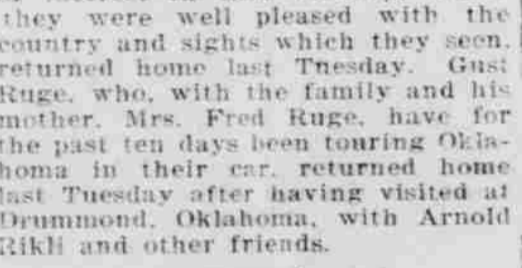 they were well pleased with the
country and sights which they seen,
returned home last Tuesday. Gust
Ruge, who, with the family and his
mother, Mrs. Fred Ruge, have for
the past ten days been touring Okla-
homa in their car, returned home
last Tuesday after having visited at
Drummond, Oklahoma, with Arnold
Rikli and other friends.